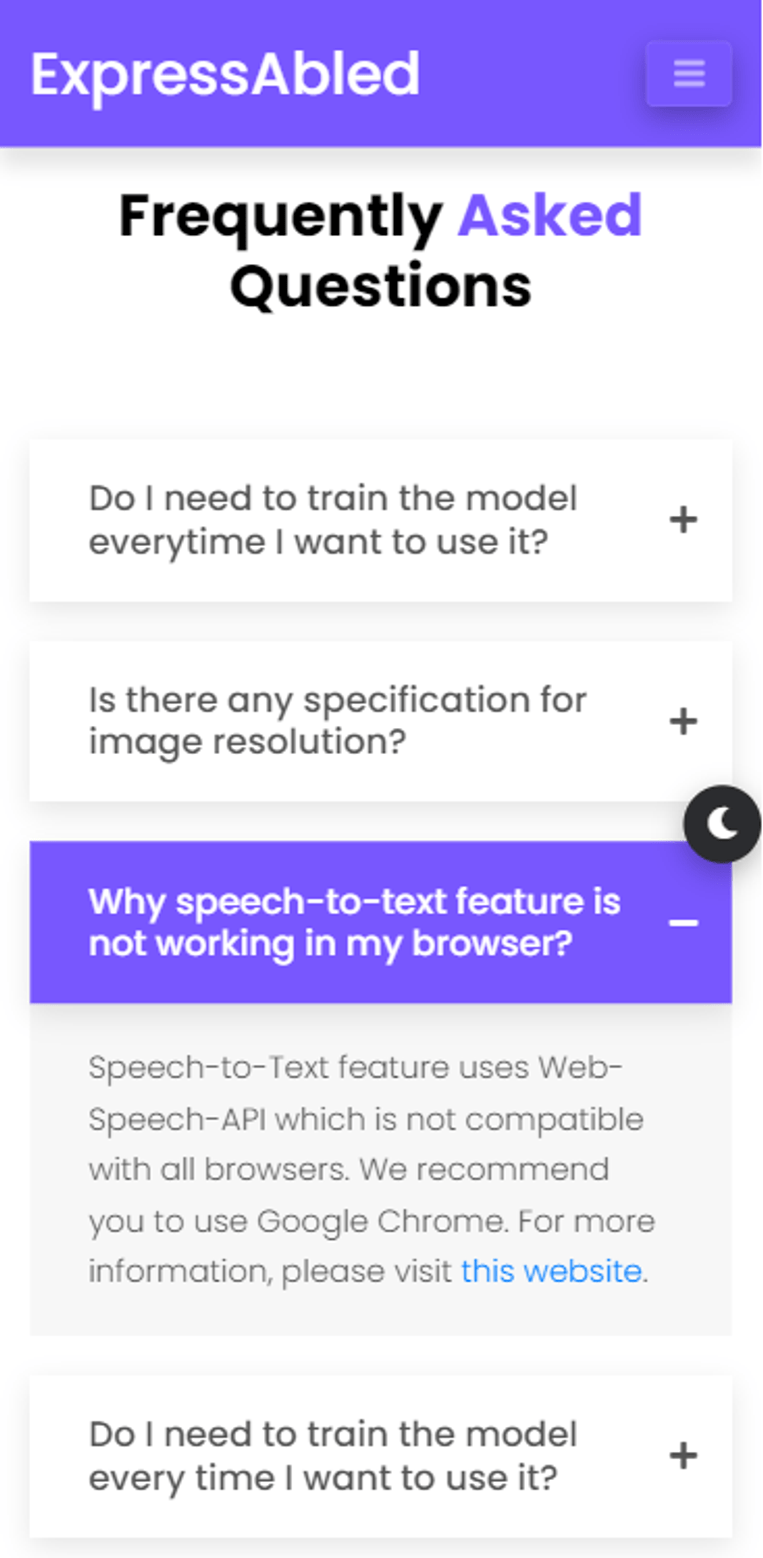 ExpressAbled
Frequently Asked
Questions
Do I need to train the model
everytime I want to use it?
Is there any specification for
image resolution?
Why speech-to-text feature is
not working in my browser?
Speech-to-Text feature uses Web-
Speech-API which is not compatible
with all browsers. We recommend
you to use Google Chrome. For more
information, please visit this website.
Do I need to train the model
every time I want to use it?